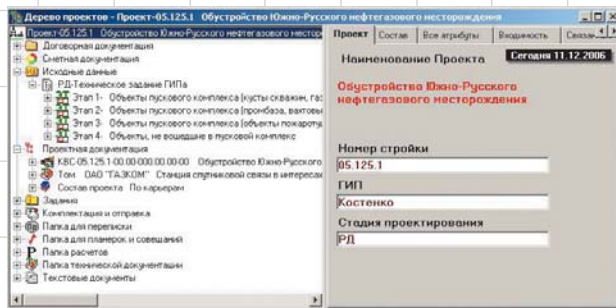 Дерево проектов - Проект-05.125.1 Обустройство Южно-Русского нефтегазового месторождения
Проект-05.125.1 Обустройство Южно-Русского нефтегазового местор
Договорная документация
Сметная документация
Исходные данные
РД-Техническое задание ГИПа
Этап 1- Объекты пускового комплекса (кусты скважин, газ
Этап 2- Объекты пускового комплекса (промбаза, вахтовы
Этап 3- Объекты пускового комплекса (объекты пожароту
Этап 4- Объекты, не вошедшие в пусковой комплекс
Проектная документация
КВС-05.125.1-00.00-000.00.00-00 Обустройство Южно-Русского
Том ОАО "ГАЗКОМ" Станция спутниковой связи в интересах
Состав проекта По карьерам
Задания
Комплектация и отправка
Папка для переписки
Папка для планерок и совещаний
Папка расчетов
Папка технической документации
Текстовые документы
Проект Состав Все атрибуты Входимость Связан
Наименование Проекта
Сегодня 11.12.2006
Обустройство Южно-Русского
нефтегазового месторождения
Номер стройки
05.125.1
ГИП
Костенко
Стадия проектирования
РД